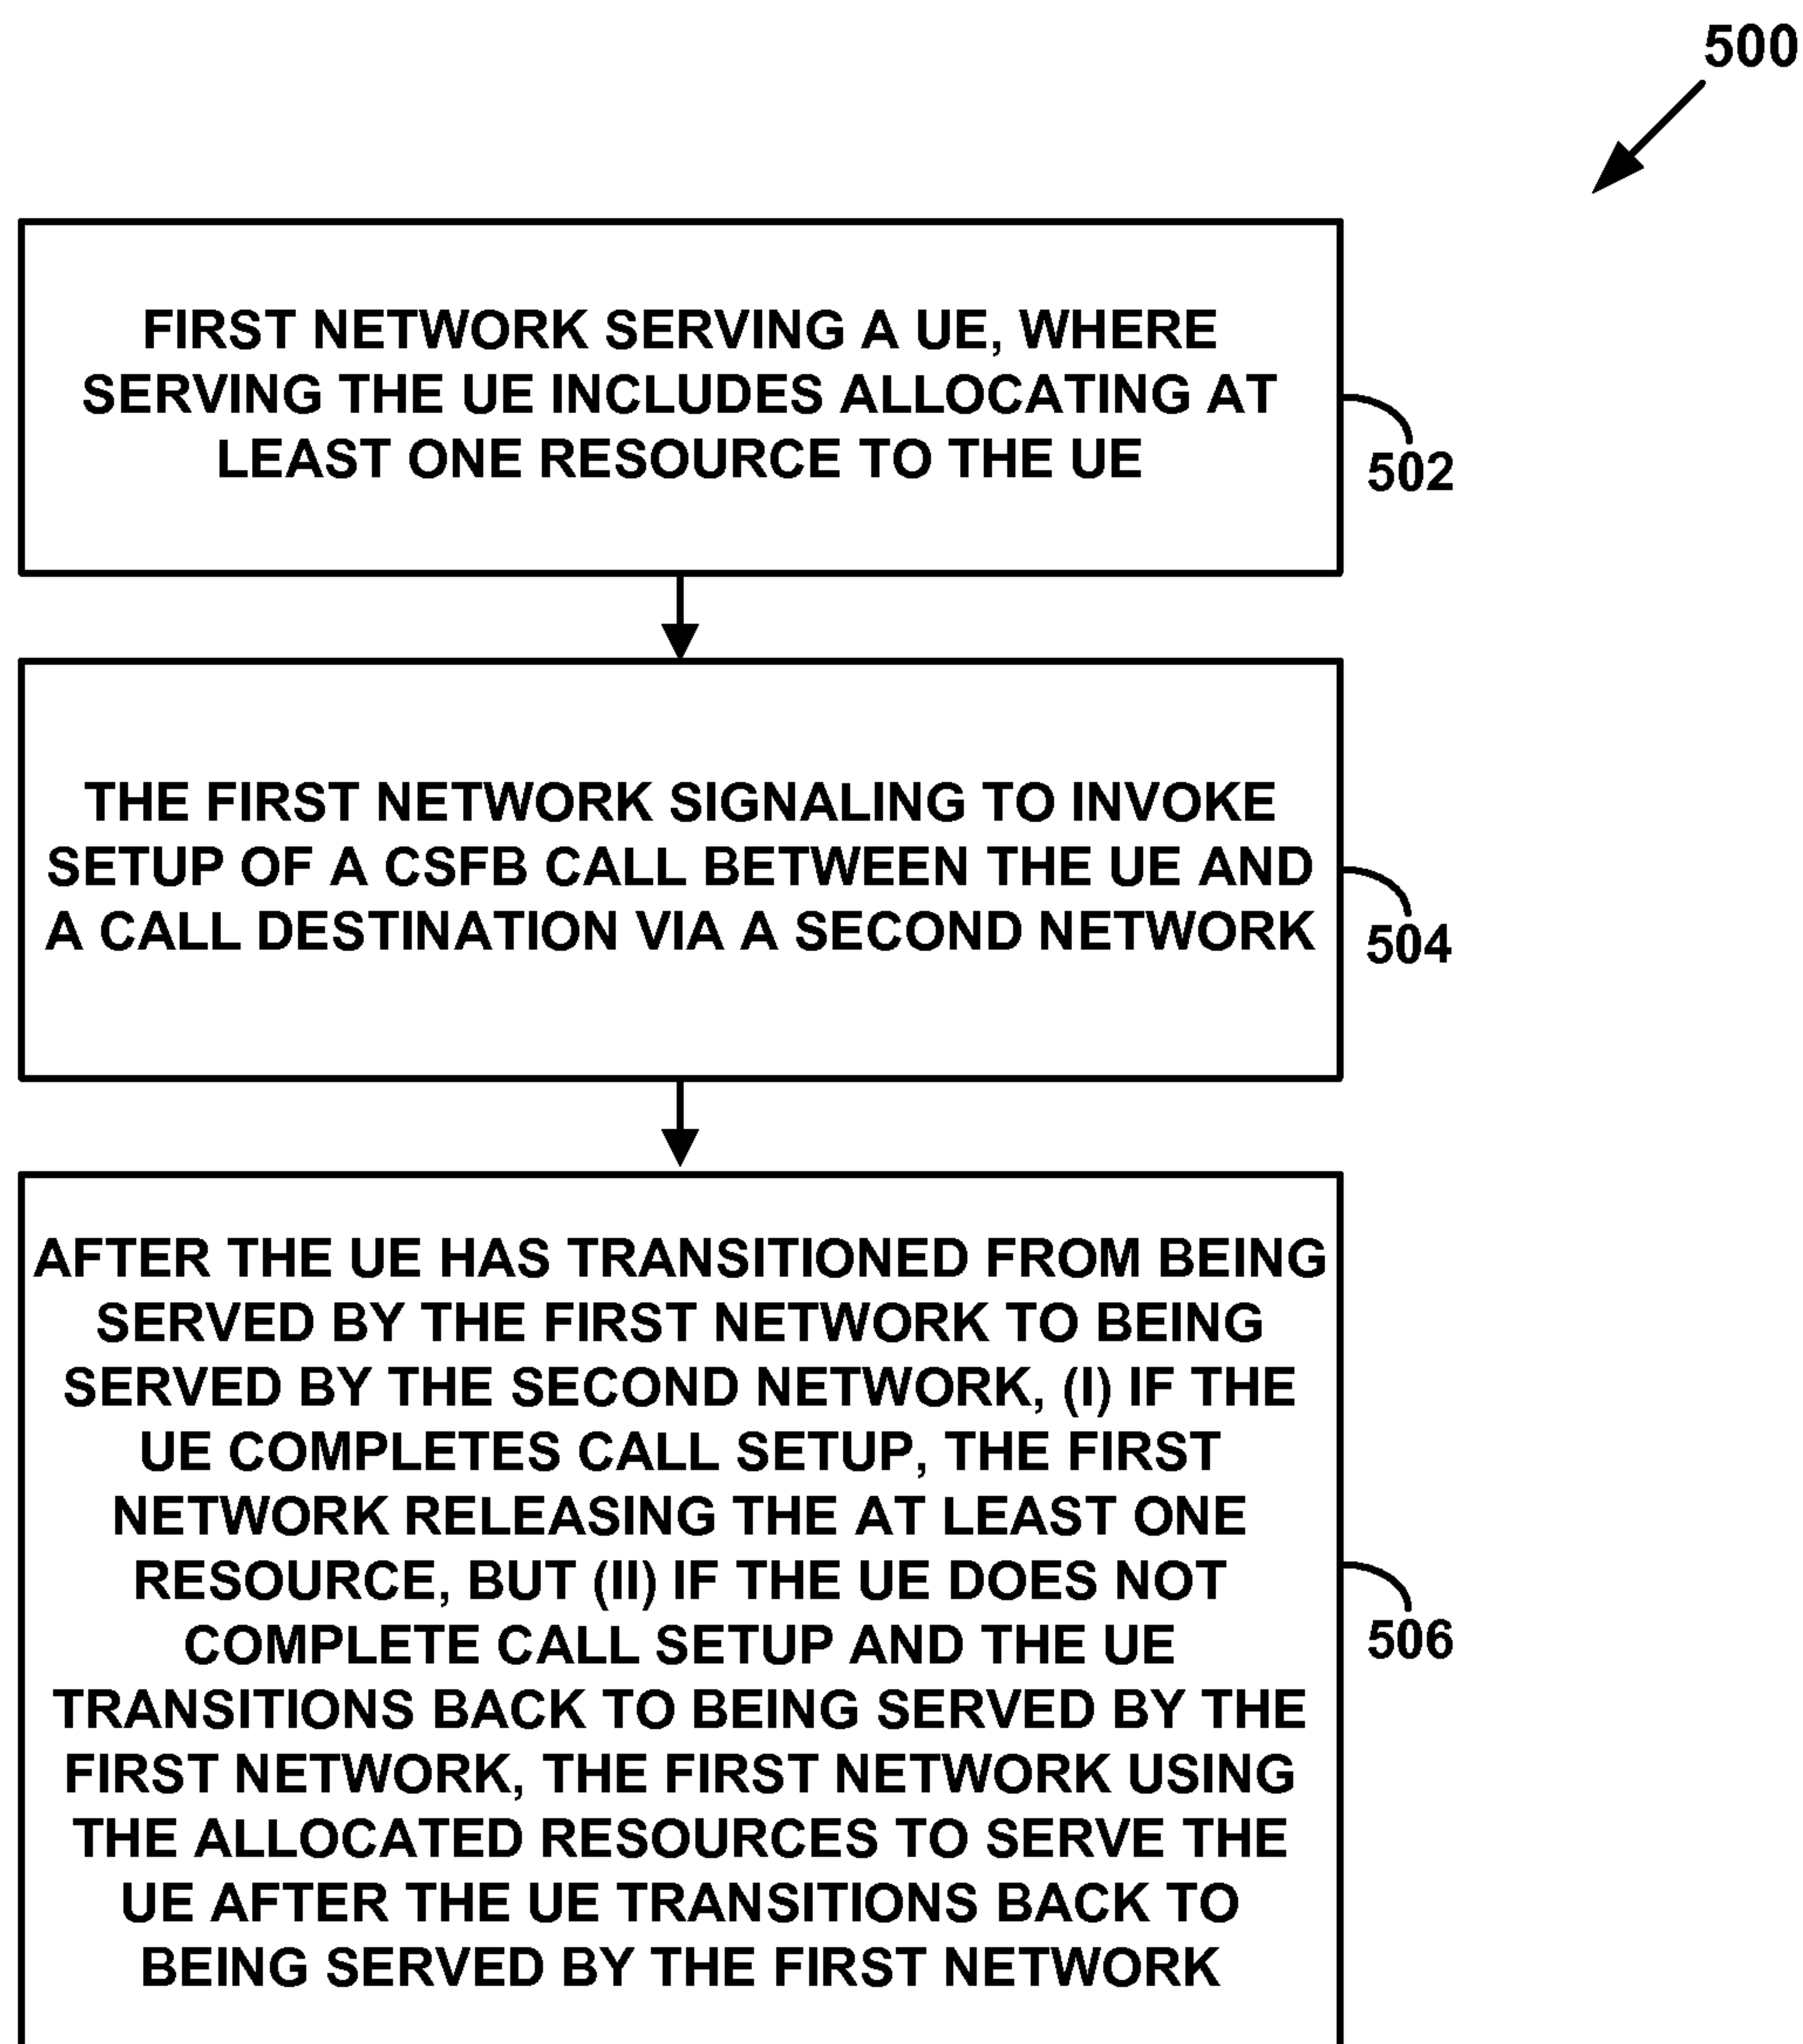 500
FIRST NETWORK SERVING A UE, WHERE
SERVING THE UE INCLUDES ALLOCATING AT
LEAST ONE RESOURCE TO THE UE
502
THE FIRST NETWORK SIGNALING TO INVOKE
SETUP OF A CSFB CALL BETWEEN THE UE AND
A CALL DESTINATION VIA A SECOND NETWORK
504
AFTER THE UE HAS TRANSITIONED FROM BEING
SERVED BY THE FIRST NETWORK TO BEING
SERVED BY THE SECOND NETWORK, (I) IF THE
UE COMPLETES CALL SETUP, THE FIRST
NETWORK RELEASING THE AT LEAST ONE
RESOURCE, BUT (II) IF THE UE DOES NOT
COMPLETE CALL SETUP AND THE UE
TRANSITIONS BACK TO BEING SERVED BY THE
FIRST NETWORK, THE FIRST NETWORK USING
THE ALLOCATED RESOURCES TO SERVE THE
UE AFTER THE UE TRANSITIONS BACK TO
BEING SERVED BY THE FIRST NETWORK
506